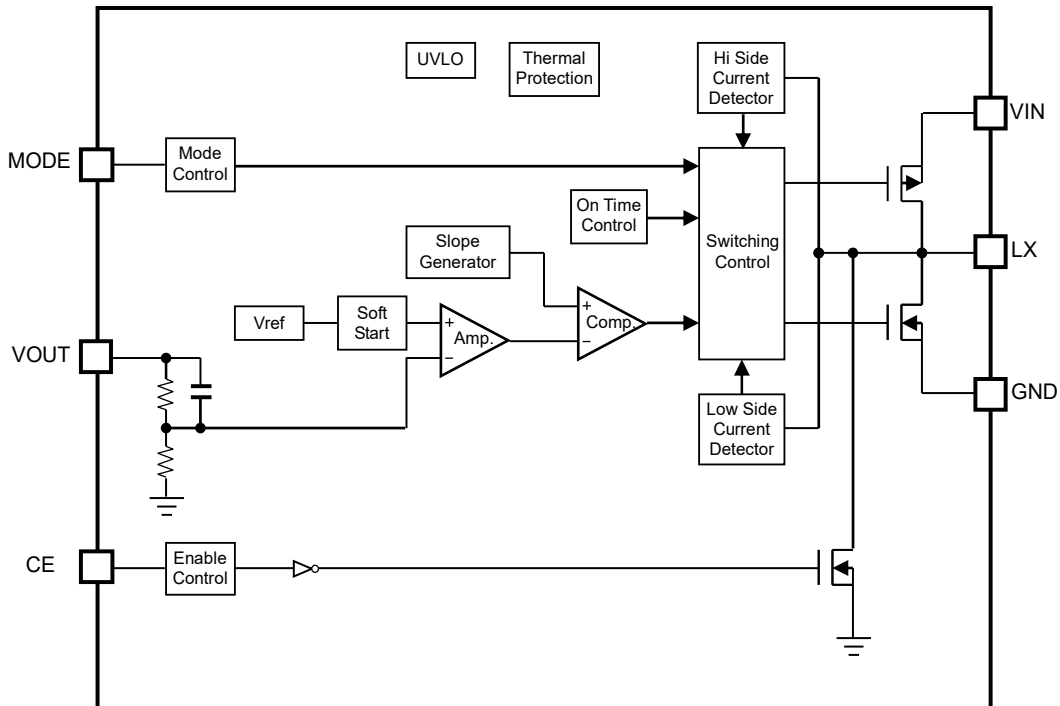 UVLO
Thermal
Protection
Hi Side
Current
Detector
VIN
MODE
Mode
Control
On Time
Control
Switching
Control
LX
Slope
Generator
+
−
Comp.
Vref
Soft
Start
+
−
Amp.
VOUT
GND
Low Side
Current
Detector
CE
Enable
Control